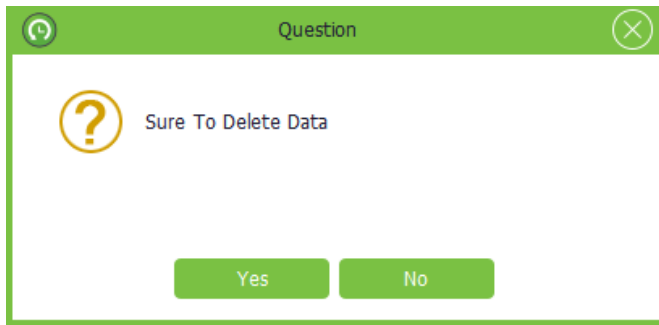 Question
Sure To Delete Data
Yes No